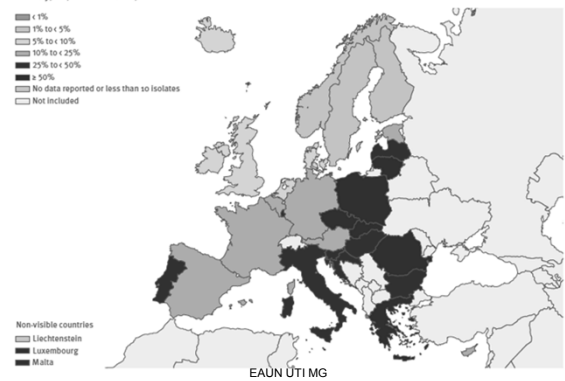 < 1%
1% to < 5%
5% to < 10%
10% to < 25%
25% to < 50%
≥ 50%
No data reported or less than 10 isolates
Not included
Non-visible countries
Liechtenstein
Luxembourg
Malta
EAUN UTI MG